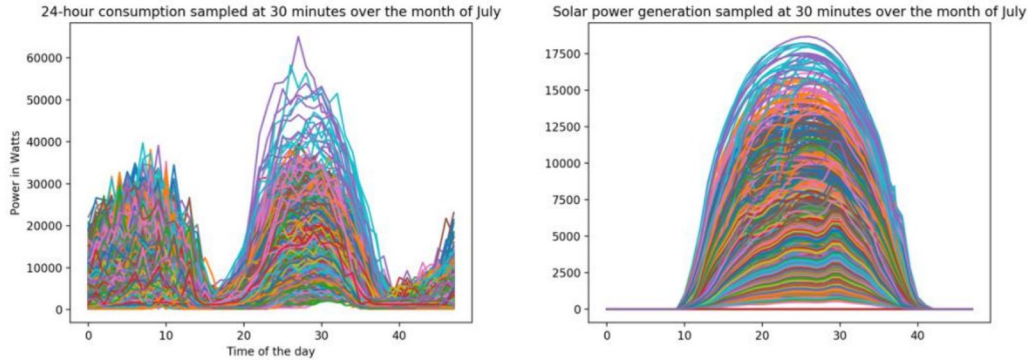 24-hour consumption sampled at 30 minutes over the month of July
60000
50000
40000
30000
20000
10000
0
Power in Watts
0 10 20 30 40
Time of the day
Solar power generation sampled at 30 minutes over the month of July
17500
15000
12500
10000
7500
5000
2500
0
0 10 20 30 40